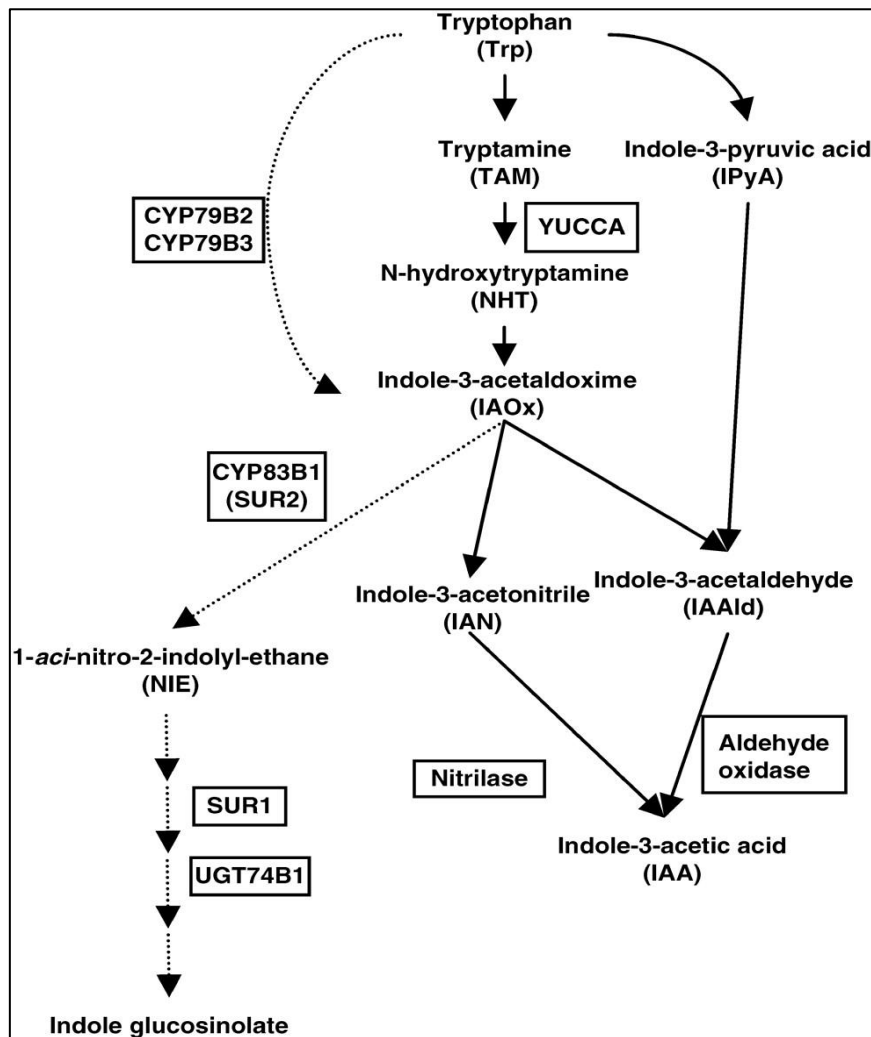 Tryptophan
(Trp)
Tryptamine
(TAM)
Indole-3-pyruvic acid
(IPyA)
CYP79B2
CYP79B3
YUCCA
N-hydroxytryptamine
(NHT)
Indole-3-acetaldoxime
(IAOx)
CYP83B1
(SUR2)
Indole-3-acetonitrile
(IAN)
Indole-3-acetaldehyde
(IAAld)
1-aci-nitro-2-indolyl-ethane
(NIE)
Nitrilase
Aldehyde
oxidase
SUR1
UGT74B1
Indole-3-acetic acid
(IAA)
Indole glucosinolate